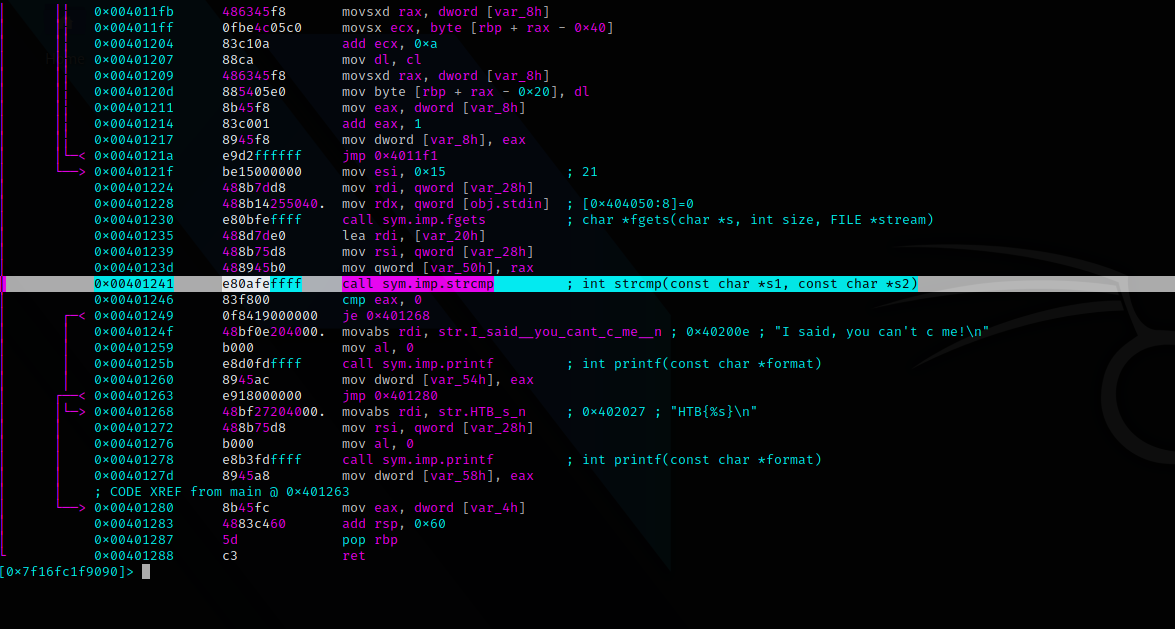 0×004011fb 486345f8 movsxd rax, dword [var_8h]
0×004011ff 0fbe4c05c0 movsx ecx, byte [rbp + rax - 0×40]
0×00401204 83c10a add ecx, 0×a
0×00401207 88ca mov dl, cl
0×00401209 486345f8 movsxd rax, dword [var_8h]
0×0040120d 885405e0 mov byte [rbp + rax - 0×20], dl
0×00401211 8b45f8 mov eax, dword [var_8h]
0×00401214 83c001 add eax, 1
0×00401217 8945f8 mov dword [var_8h], eax
0×0040121a e9d2ffffff jmp 0×4011f1
0×0040121f be15000000 mov esi, 0×15 ; 21
0×00401224 488b7dd8 mov rdi, qword [var_28h]
0×00401228 488b14255040. mov rdx, qword [obj.stdin] ; [0×404050:8]=0
0×00401230 e80bfeffff call sym.imp.fgets ; char *fgets(char *s, int size, FILE *stream)
0×00401235 488d7de0 lea rdi, [var_20h]
0×00401239 488b75d8 mov rsi, qword [var_28h]
0×0040123d 488945b0 mov qword [var_50h], rax
0×00401241 e80afeffff call sym.imp.strcmp ; int strcmp(const char *s1, const char *s2)
0×00401246 83f800 cmp eax, 0
0×00401249 0f8419000000 je 0×401268
0×0040124f 48bf0e204000. movabs rdi, str.I_said__you_cant_c_me__n ; 0×40200e ; "I said, you can't c me!\n"
0×00401259 b000 mov al, 0
0×0040125b e8d0fdffff call sym.imp.printf ; int printf(const char *format)
0×00401260 8945ac mov dword [var_54h], eax
0×00401263 e918000000 jmp 0×401280
0×00401268 48bf27204000. movabs rdi, str.HTB_s_n ; 0×402027 ; "HTB{%s}\n"
0×00401272 488b75d8 mov rsi, qword [var_28h]
0×00401276 b000 mov al, 0
0×00401278 e8b3fdffff call sym.imp.printf ; int printf(const char *format)
0×0040127d 8945a8 mov dword [var_58h], eax
; CODE XREF from main @ 0×401263
0×00401280 8b45fc mov eax, dword [var_4h]
0×00401283 4883c460 add rsp, 0×60
0×00401287 5d pop rbp
0×00401288 c3 ret
[0×7f16fc1f9090]>